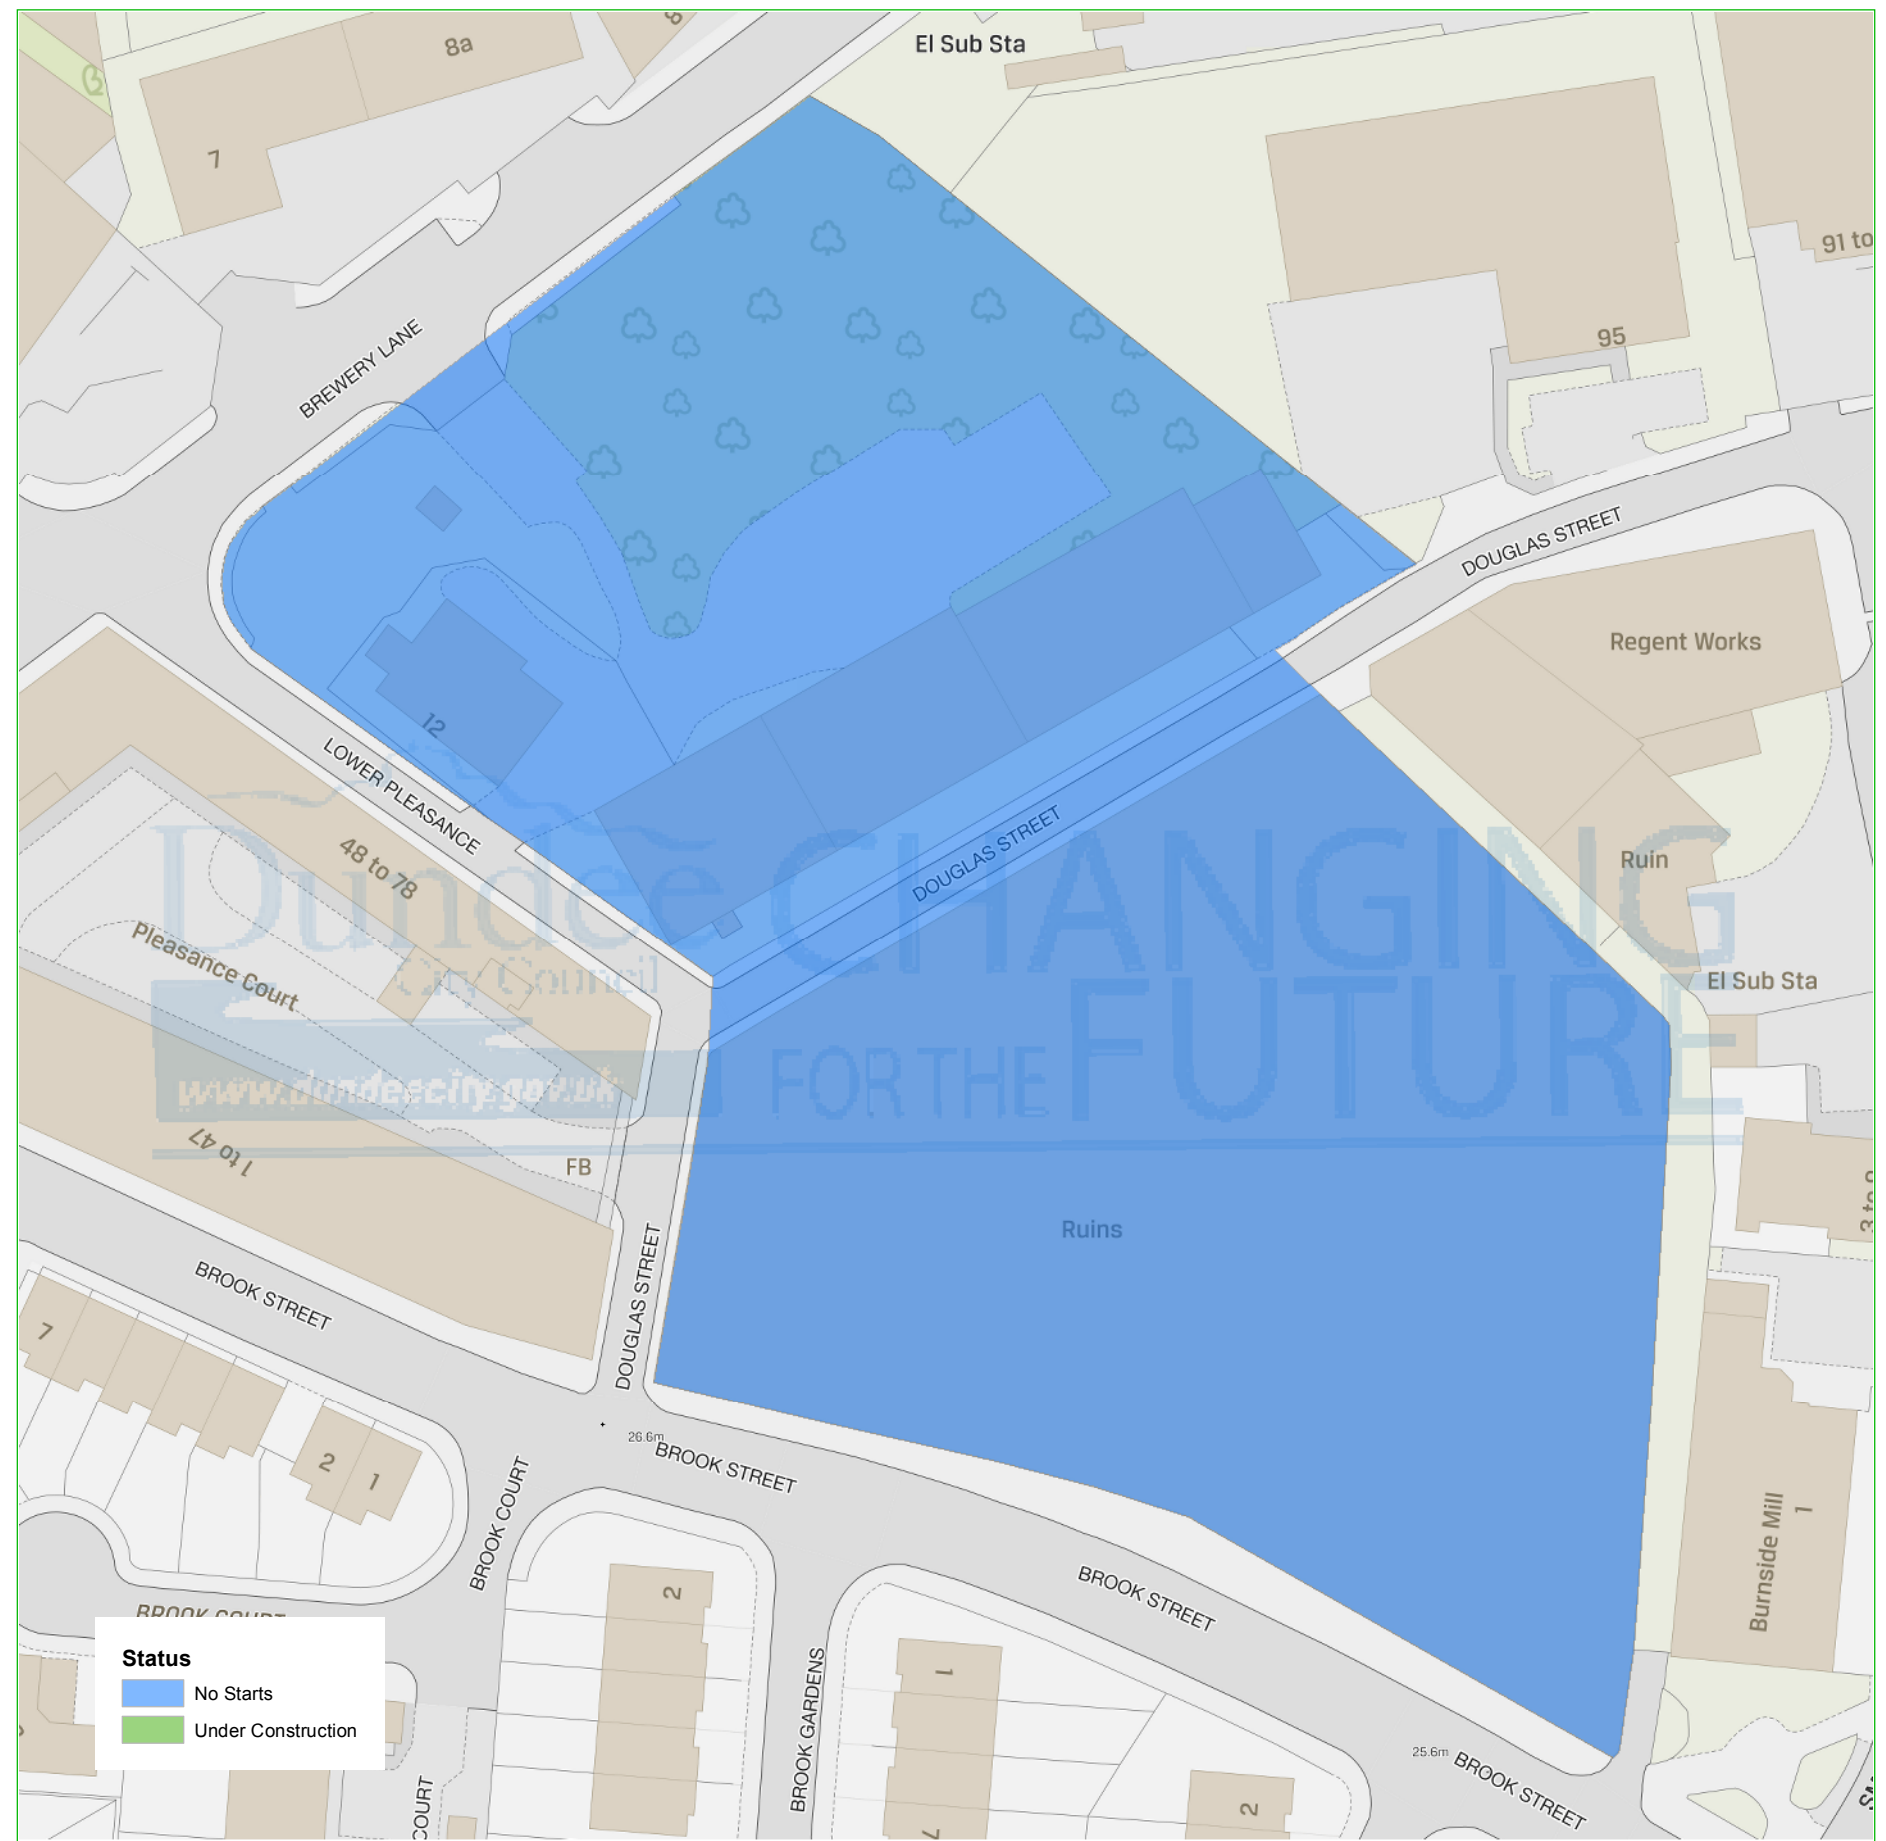 El Sub Sta
8a
8
7
91 to
95
BREWERY LANE
DOUGLAS STREET
Regent Works
12
LOWER PLEASANCE
48 to 78
DOUGLAS STREET
Ruin
Dundee
City Council
CHANGING
FOR THE
FUTURE
www.dundeecity.gov.uk
Pleasance Court
El Sub Sta
1 to 47
FB
Ruins
DOUGLAS STREET
BROOK STREET
7
2
1
26.6m
BROOK STREET
BROOK COURT
BROOK STREET
Burnside Mill
1
2
BROOK COURT
BROOK GARDENS
1
2
25.6m
BROOK STREET
COURT
Status
No Starts
Under Construction